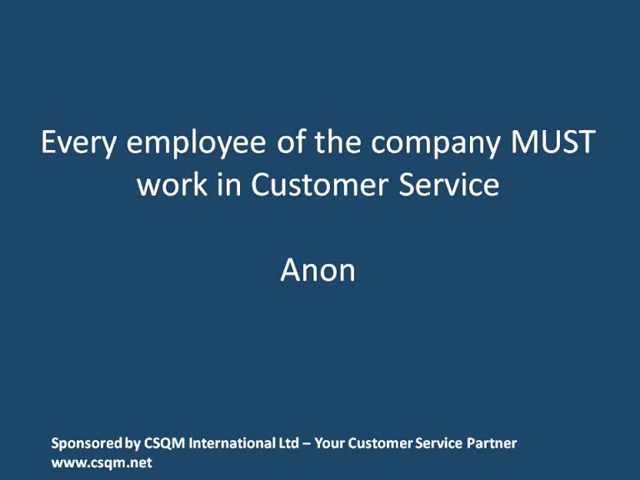 Every employee of the company MUST
work in Customer Service
Anon
Sponsored by CSQM International Ltd – Your Customer Service Partner
www.csqm.net